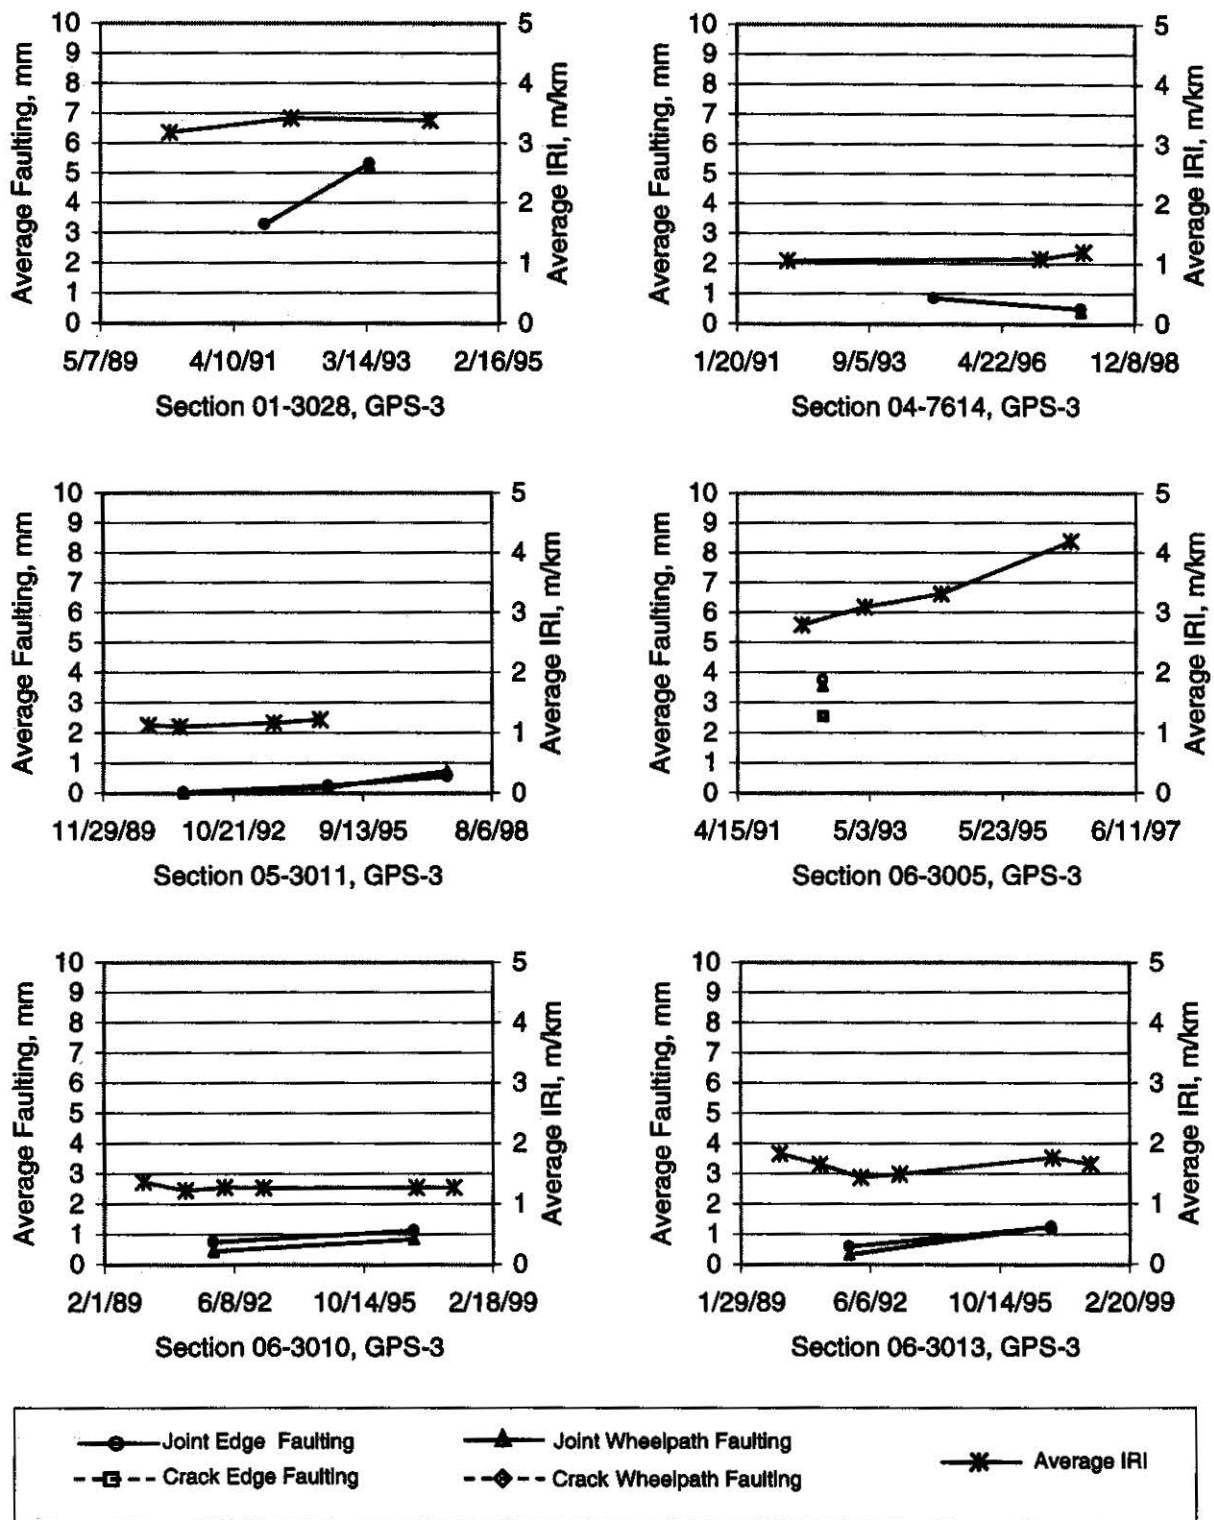 10 9 8 7 6 5 4 3 2 1 0
Average Faulting, mm
5 4 3 2 1 0
Average IRI, m/km
5/7/89 4/10/91 3/14/93 2/16/95
Section 01-3028, GPS-3
10 9 8 7 6 5 4 3 2 1 0
Average Faulting, mm
5 4 3 2 1 0
Average IRI, m/km
1/20/91 9/5/93 4/22/96 12/8/98
Section 04-7614, GPS-3
10 9 8 7 6 5 4 3 2 1 0
Average Faulting, mm
5 4 3 2 1 0
Average IRI, m/km
11/29/89 10/21/92 9/13/95 8/6/98
Section 05-3011, GPS-3
10 9 8 7 6 5 4 3 2 1 0
Average Faulting, mm
5 4 3 2 1 0
Average IRI, m/km
4/15/91 5/3/93 5/23/95 6/11/97
Section 06-3005, GPS-3
10 9 8 7 6 5 4 3 2 1 0
Average Faulting, mm
5 4 3 2 1 0
Average IRI, m/km
2/1/89 6/8/92 10/14/95 2/18/99
Section 06-3010, GPS-3
10 9 8 7 6 5 4 3 2 1 0
Average Faulting, mm
5 4 3 2 1 0
Average IRI, m/km
1/29/89 6/6/92 10/14/95 2/20/99
Section 06-3013, GPS-3
Joint Edge Faulting
Joint Wheelpath Faulting
Crack Edge Faulting
Crack Wheelpath Faulting
Average IRI